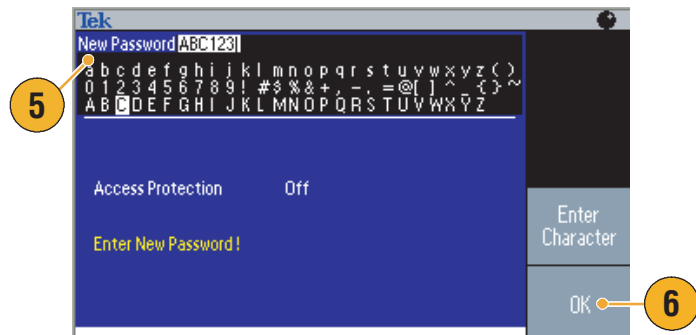 Tek
New Password ABC123
a b c d e f g h i j k l m n o p q r s t u v w x y z ( )
0 1 2 3 4 5 6 7 8 9 ! # $ % & + , - . = @ [ ] ^ _ { } ~
A B C D E F G H I J K L M N O P Q R S T U V W X Y Z
5
Access Protection Off
Enter New Password !
Enter
Character
OK
6